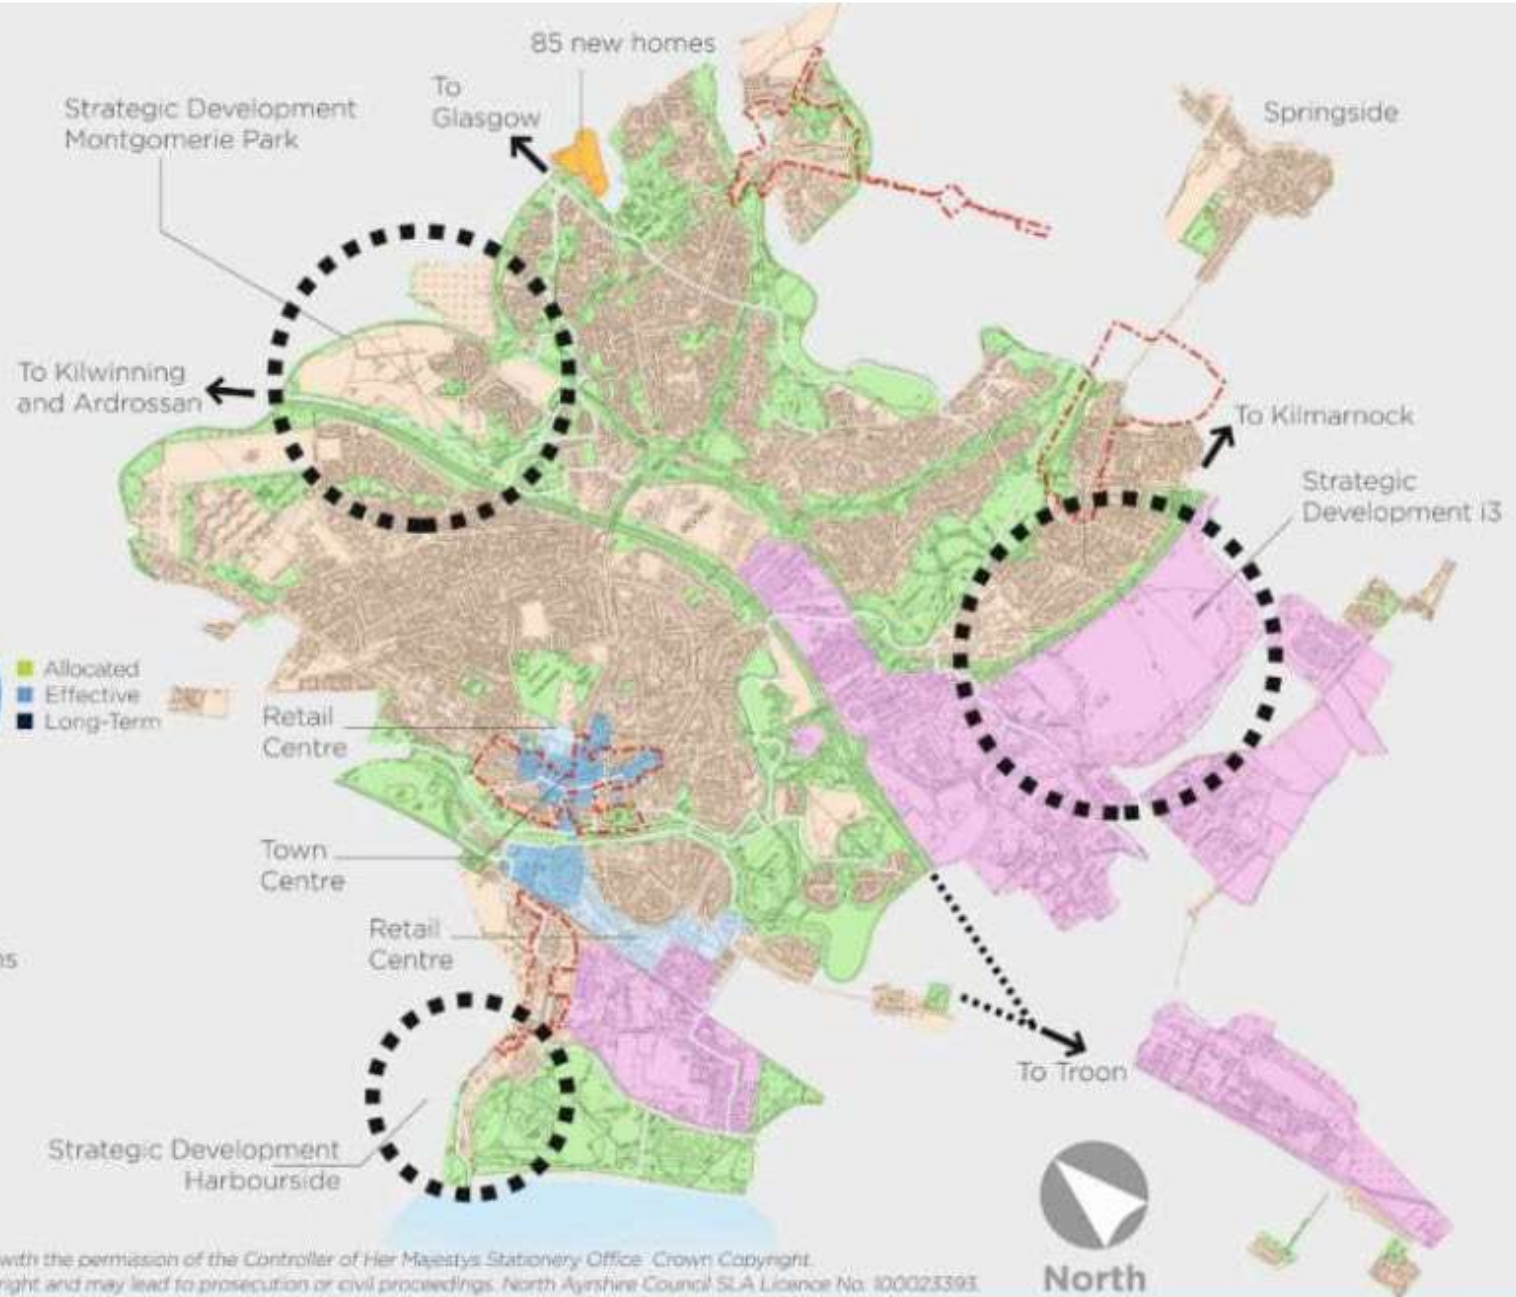 85 new homes
To
Glasgow
Strategic Development
Montgomerie Park
Springside
To Kilwinning
and Ardrossan
To Kilmarnock
Strategic
Development i3
Allocated
Effective
Long-Term
Retail
Centre
Town
Centre
Retail
Centre
ns
To Troon
Strategic Development
Harbourside
with the permission of the Controller of Her Majestys Stationery Office. Crown Copyright.
right and may lead to prosecution or civil proceedings. North Ayrshire Council SLA Licence No. 100023393.
North